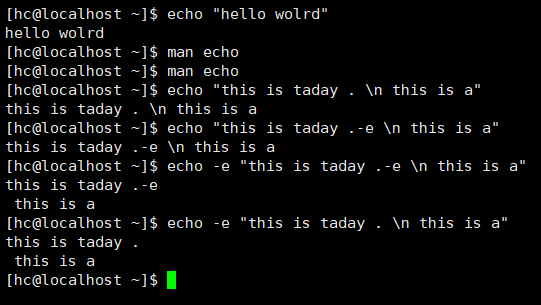 [hc@localhost ~]$ echo "hello wolrd"
hello wolrd
[hc@localhost ~]$ man echo
[hc@localhost ~]$ man echo
[hc@localhost ~]$ echo "this is taday . \n this is a"
this is taday . \n this is a
[hc@localhost ~]$ echo "this is taday .-e \n this is a"
this is taday .-e \n this is a
[hc@localhost ~]$ echo -e "this is taday .-e \n this is a"
this is taday .-e
 this is a
[hc@localhost ~]$ echo -e "this is taday . \n this is a"
this is taday .
 this is a
[hc@localhost ~]$